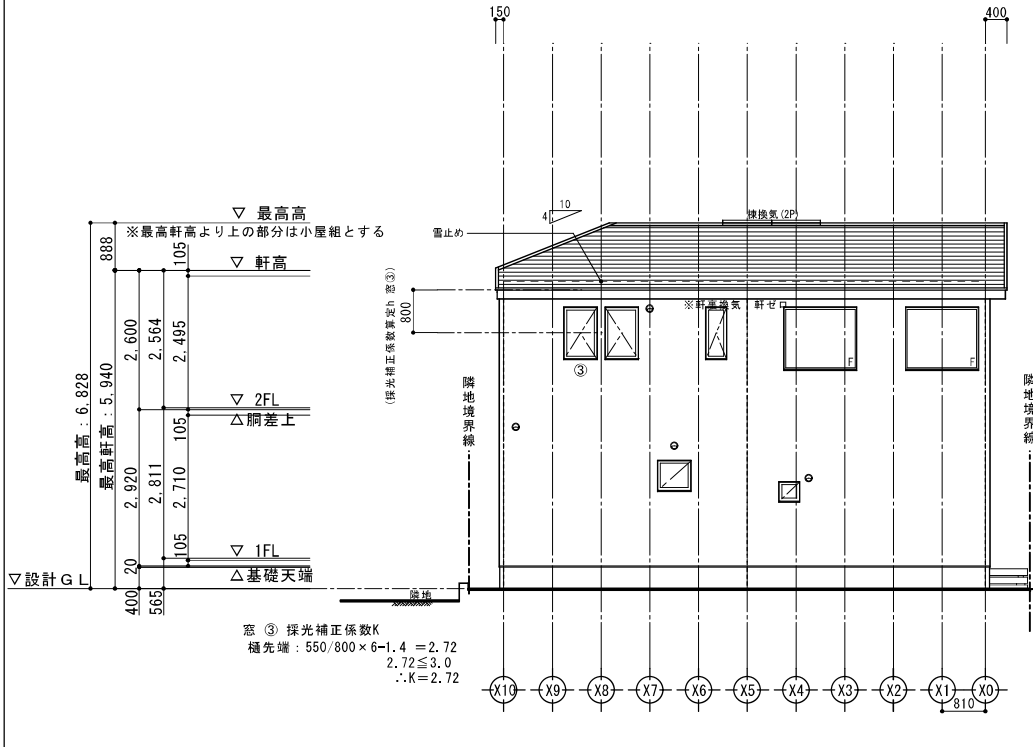 150
400
10
4
棟換気(2P)
▽ 最高高
※最高軒高より上の部分は小屋組とする
雪止め
888
105
▽ 軒高
(採光補正係数算定h 窓③)
800
※軒裏換気 軒ゼロ
2,600
2,564
2,495
③
F
F
最高高:6,828
最高軒高:5,940
隣地境界線
隣地境界線
▽ 2FL
△胴差上
105
2,920
2,811
2,710
105
▽ 1FL
20
▽設計GL
△基礎天端
400
565
隣地
窓 ③ 採光補正係数K
樋先端:550/800×6-1.4 =2.72
2.72≦3.0
∴K=2.72
X10 X9 X8 X7 X6 X5 X4 X3 X2 X1 X0
810